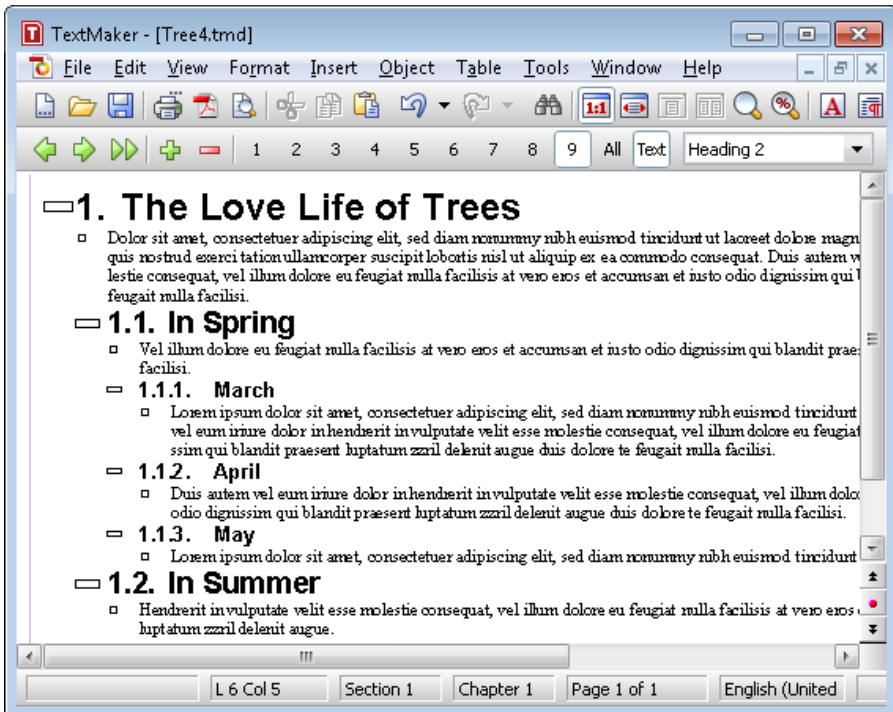 TextMaker - [Tree4.tmd]
File Edit View Format Insert Object Table Tools Window Help
1:1 % A
1 2 3 4 5 6 7 8 9 All Text Heading 2
1. The Love Life of Trees
Dolor sit amet, consectetuer adipiscing elit, sed diam nonummy nibh euismod tincidunt ut laoreet dolore magn
quis nostrud exerci tation ullamcorper suscipit lobortis nisl ut aliquip ex ea commodo consequat. Duis autem
lestie consequat, vel illum dolore eu feugiat nulla facilisis at vero eros et accumsan et iusto odio dignissim qui
feugait nulla facilisi.
1.1. In Spring
Vel illum dolore eu feugiat nulla facilisis at vero eros et accumsan et iusto odio dignissim qui blandit prae
facilisi.
1.1.1. March
Lorem ipsum dolor sit amet, consectetuer adipiscing elit, sed diam nonummy nibh euismod tincidunt
vel eum iriure dolor in hendrerit in vulputate velit esse molestie consequat, vel illum dolore eu feugiat
ssim qui blandit praesent luptatum zzril delenit augue duis dolore te feugait nulla facilisi.
1.1.2. April
Duis autem vel eum iriure dolor in hendrerit in vulputate velit esse molestie consequat, vel illum dolo
odio dignissim qui blandit praesent luptatum zzril delenit augue duis dolore te feugait nulla facilisi.
1.1.3. May
Lorem ipsum dolor sit amet, consectetuer adipiscing elit, sed diam nonummy nibh euismod tincidunt
1.2. In Summer
Hendrerit in vulputate velit esse molestie consequat, vel illum dolore eu feugiat nulla facilisis at vero eros
luptatum zzril delenit augue.
L 6 Col 5 Section 1 Chapter 1 Page 1 of 1 English (United